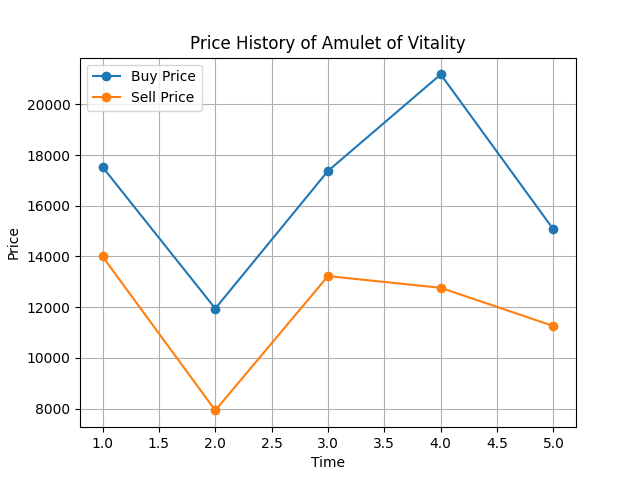 Price History of Amulet of Vitality
Buy Price
Sell Price
Price
20000
18000
16000
14000
12000
10000
8000
1.0 1.5 2.0 2.5 3.0 3.5 4.0 4.5 5.0
Time